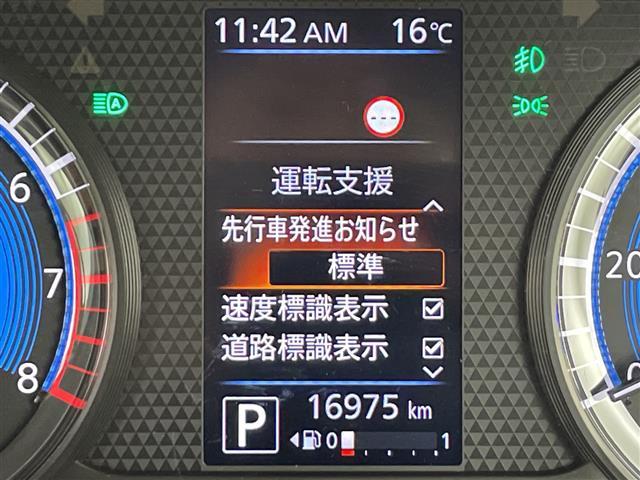 11:42 AM 16℃
---
運転支援
先行車発進お知らせ
標準
速度標識表示
道路標識表示
P
16975 km
0 1
6
7
8
20
0
A